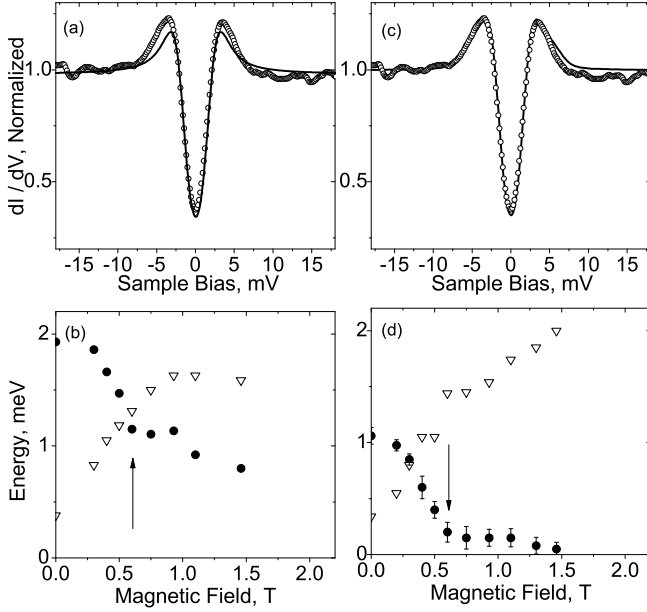 (a)
(c)
dI / dV, Normalized
1.0
0.5
1.0
0.5
-15 -10 -5 0 5 10 15
-15 -10 -5 0 5 10 15
Sample Bias, mV
Sample Bias, mV
(b)
(d)
Energy, meV
2
1
0
2
1
0
0.0 0.5 1.0 1.5 2.0
0.0 0.5 1.0 1.5 2.0
Magnetic Field, T
Magnetic Field, T